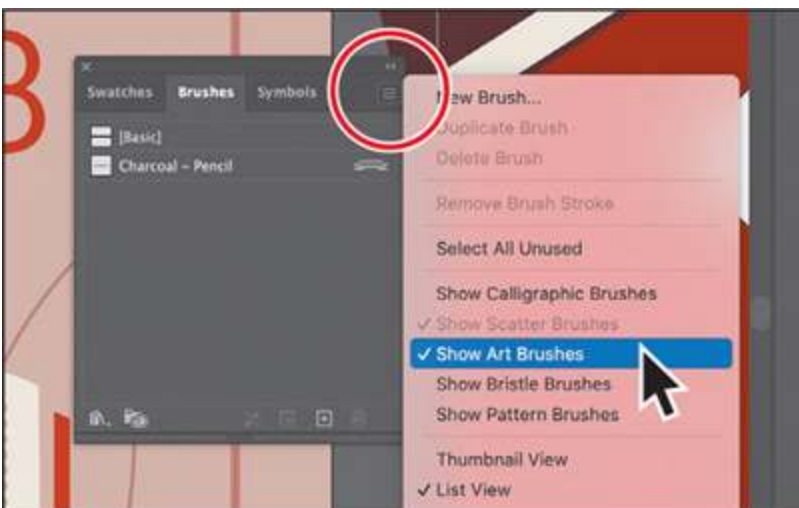 3
Swatches Brushes Symbols
[Basic]
Charcoal – Pencil
New Brush...
Duplicate Brush
Delete Brush
Remove Brush Stroke
Select All Unused
Show Calligraphic Brushes
✓ Show Scatter Brushes
✓ Show Art Brushes
Show Bristle Brushes
Show Pattern Brushes
Thumbnail View
✓ List View